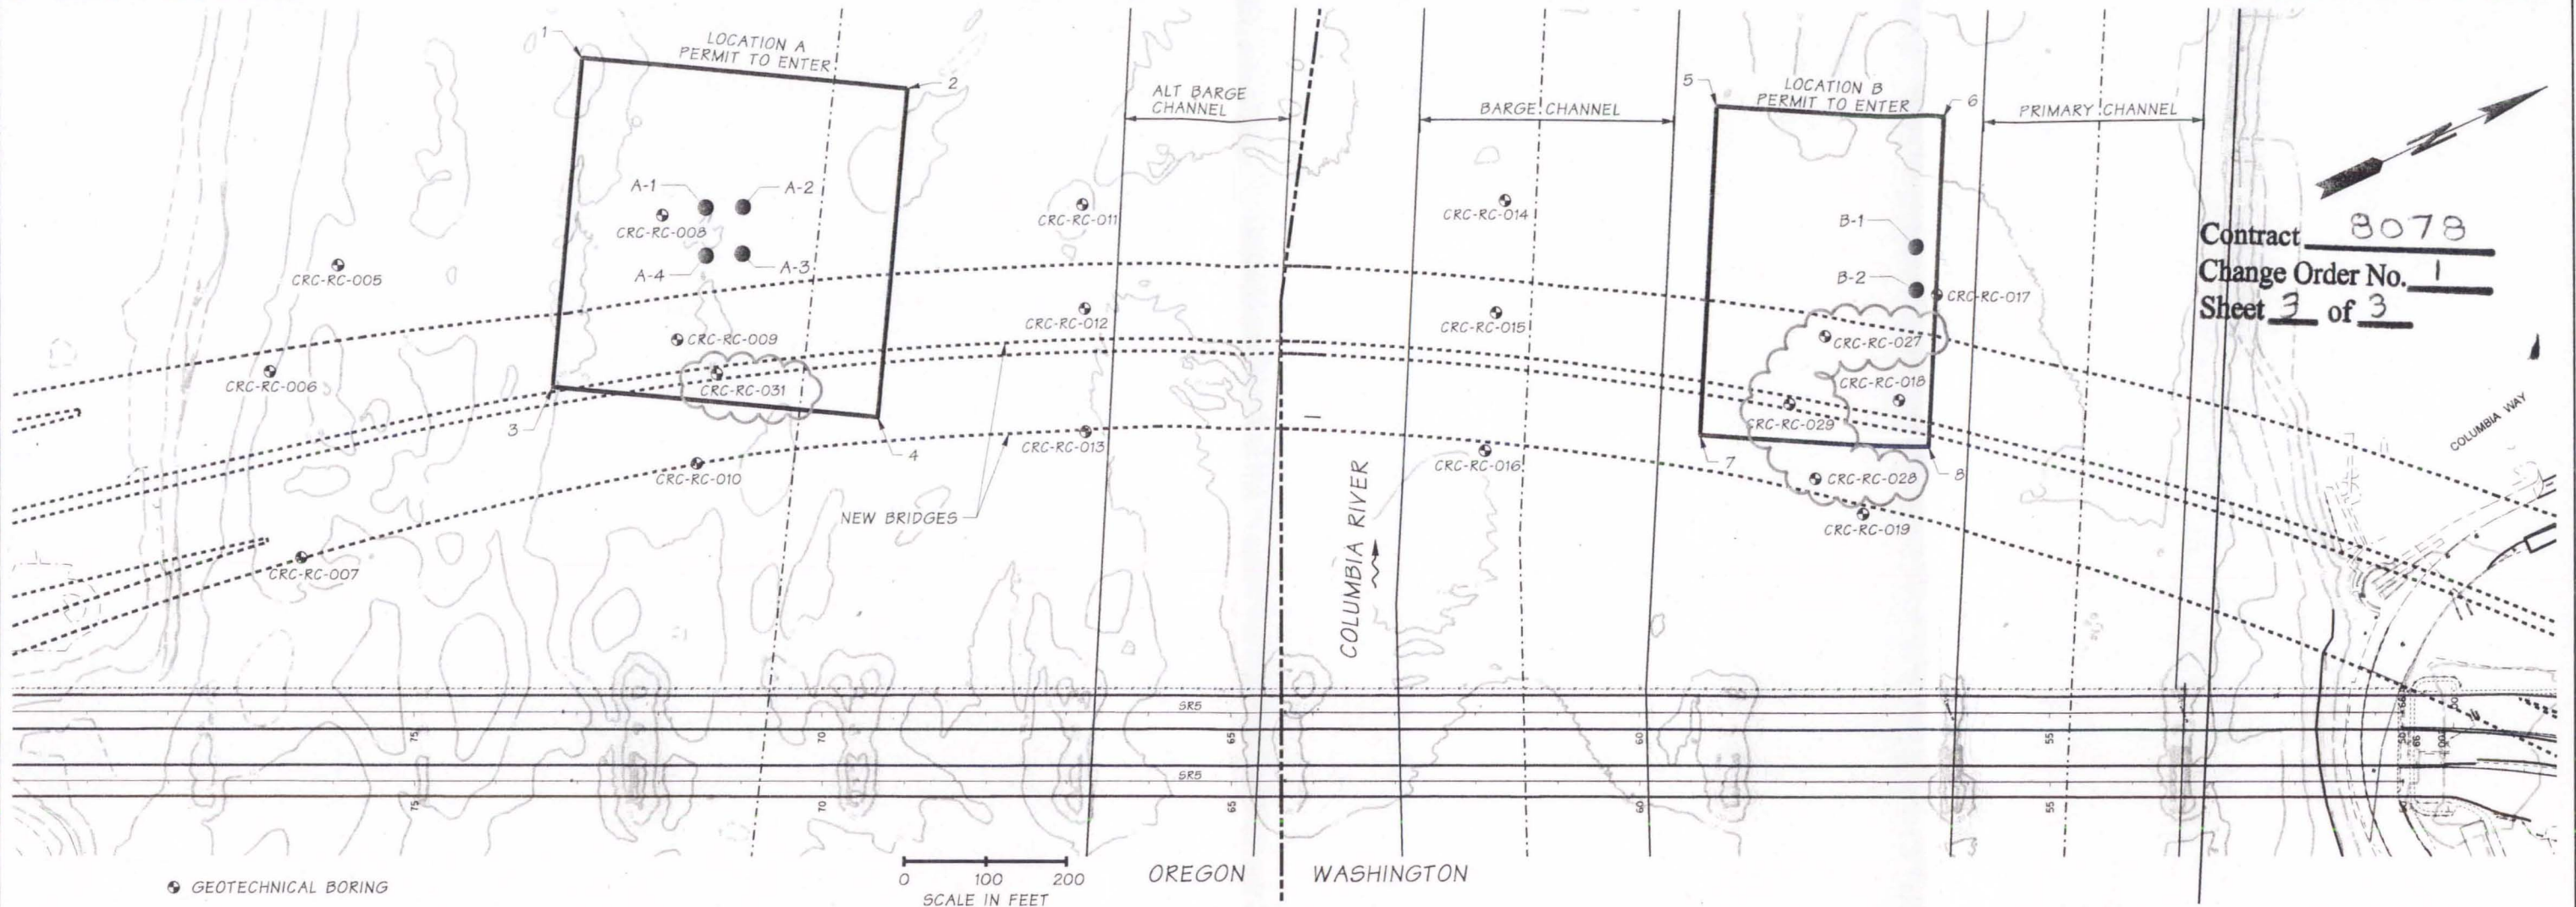 1
LOCATION A
PERMIT TO ENTER
2
ALT BARGE
CHANNEL
BARGE CHANNEL
5
LOCATION B
PERMIT TO ENTER
6
PRIMARY CHANNEL
N
Contract 8078
Change Order No. 1
Sheet 3 of 3
A-1
A-2
CRC-RC-008
A-4
A-3
CRC-RC-005
CRC-RC-011
CRC-RC-014
B-1
B-2
CRC-RC-017
CRC-RC-012
CRC-RC-015
CRC-RC-009
CRC-RC-027
CRC-RC-006
CRC-RC-031
CRC-RC-018
CRC-RC-029
3
4
CRC-RC-013
CRC-RC-016
7
8
CRC-RC-010
CRC-RC-028
COLUMBIA WAY
NEW BRIDGES
CRC-RC-019
CRC-RC-007
COLUMBIA RIVER
SR5
75
70
65
60
55
SR5
75
70
65
60
55
OREGON
WASHINGTON
GEOTECHNICAL BORING
0 100 200
SCALE IN FEET